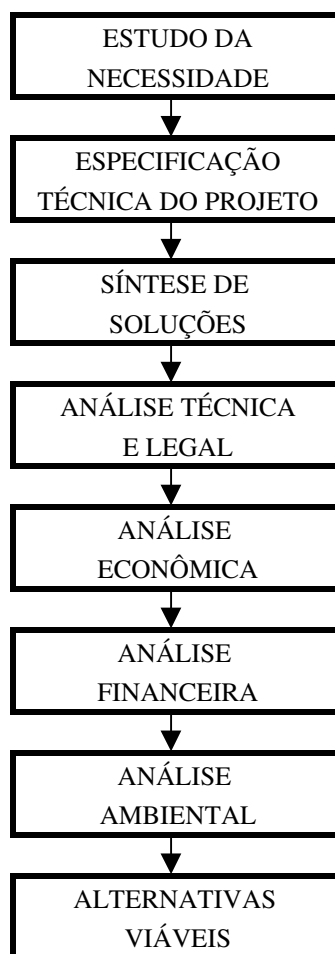 ESTUDO DA
NECESSIDADE
ESPECIFICAÇÃO
TÉCNICA DO PROJETO
SÍNTESE DE
SOLUÇÕES
ANÁLISE TÉCNICA
E LEGAL
ANÁLISE
ECONÔMICA
ANÁLISE
FINANCEIRA
ANÁLISE
AMBIENTAL
ALTERNATIVAS
VIÁVEIS